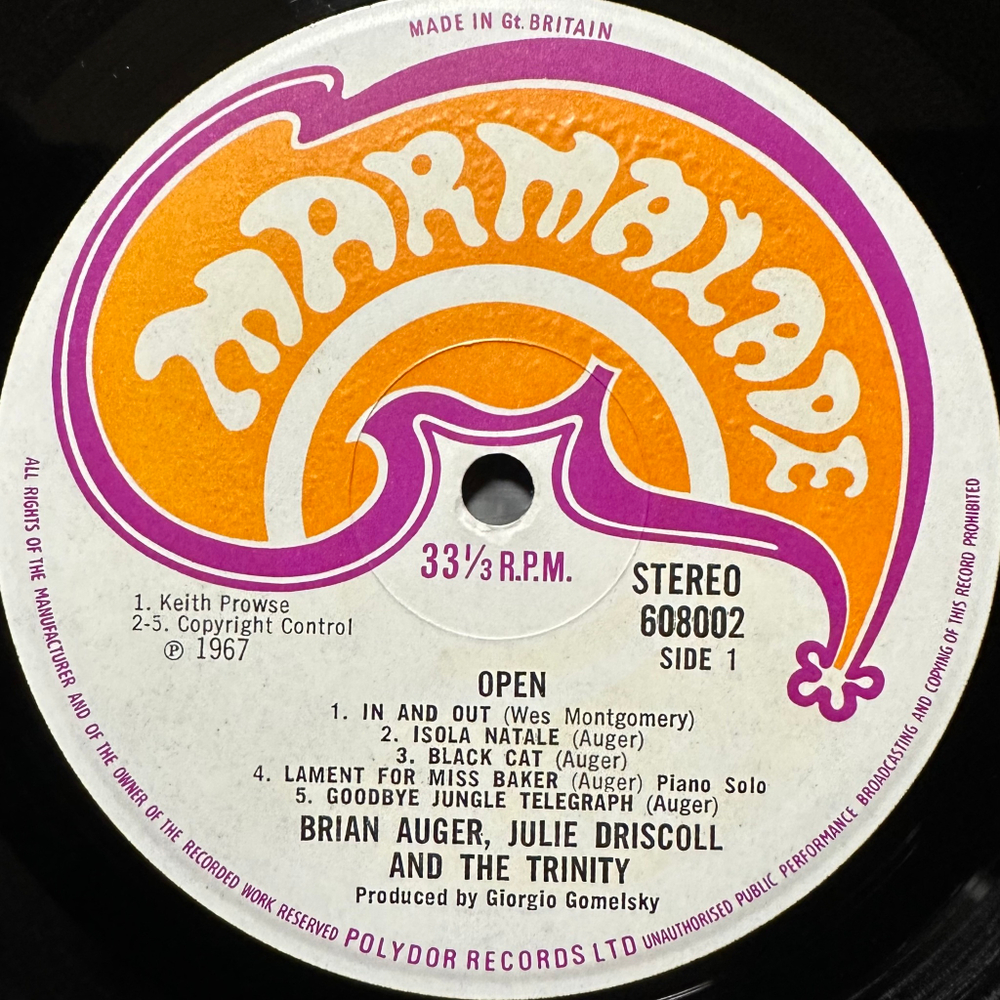 MADE IN Gt. BRITAIN
MARMALADE
33⅓ R.P.M.
STEREO
608002
SIDE 1
1. Keith Prowse
2-5. Copyright Control
℗ 1967
OPEN
1. IN AND OUT (Wes Montgomery)
2. ISOLA NATALE (Auger)
3. BLACK CAT (Auger)
4. LAMENT FOR MISS BAKER (Auger) Piano Solo
5. GOODBYE JUNGLE TELEGRAPH (Auger)
BRIAN AUGER, JULIE DRISCOLL
AND THE TRINITY
Produced by Giorgio Gomelsky
ALL RIGHTS OF THE MANUFACTURER AND OF THE OWNER OF THE RECORDED WORK RESERVED POLYDOR RECORDS LTD UNAUTHORISED PUBLIC PERFORMANCE BROADCASTING AND COPYING OF THIS RECORD PROHIBITED